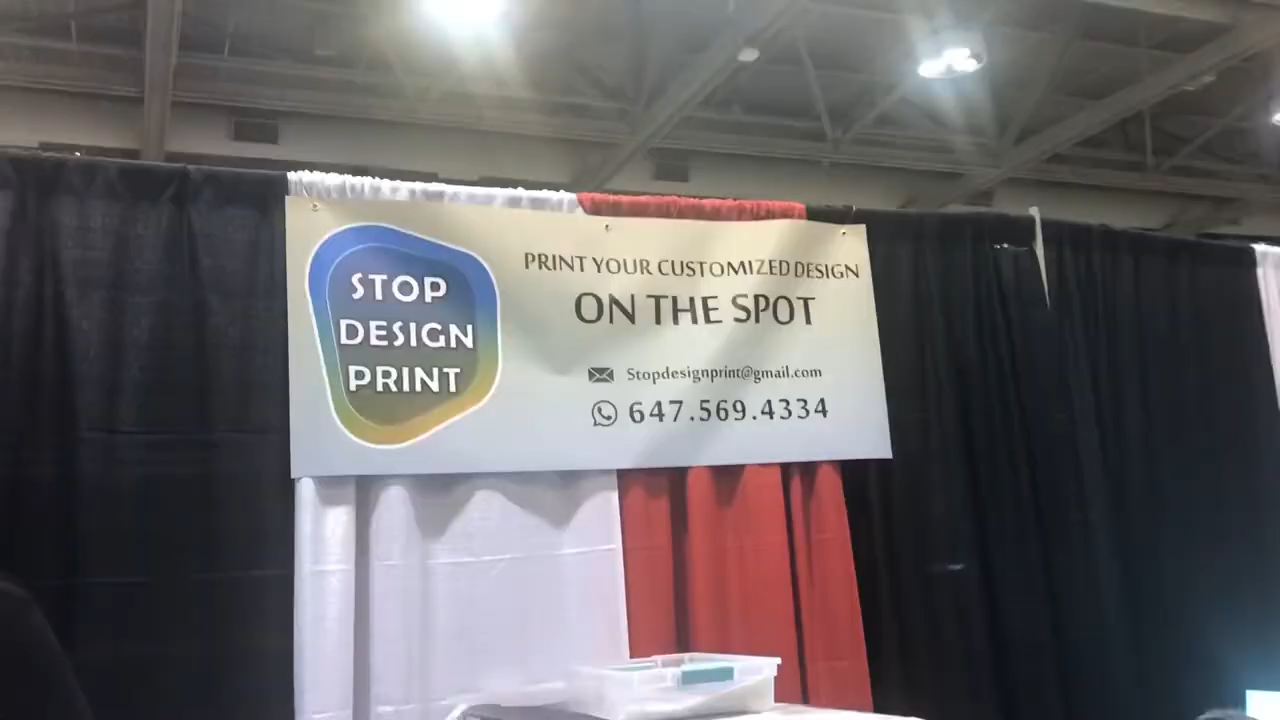 STOP
DESIGN
PRINT
PRINT YOUR CUSTOMIZED DESIGN
ON THE SPOT
Stopdesignprint@gmail.com
647.569.4334